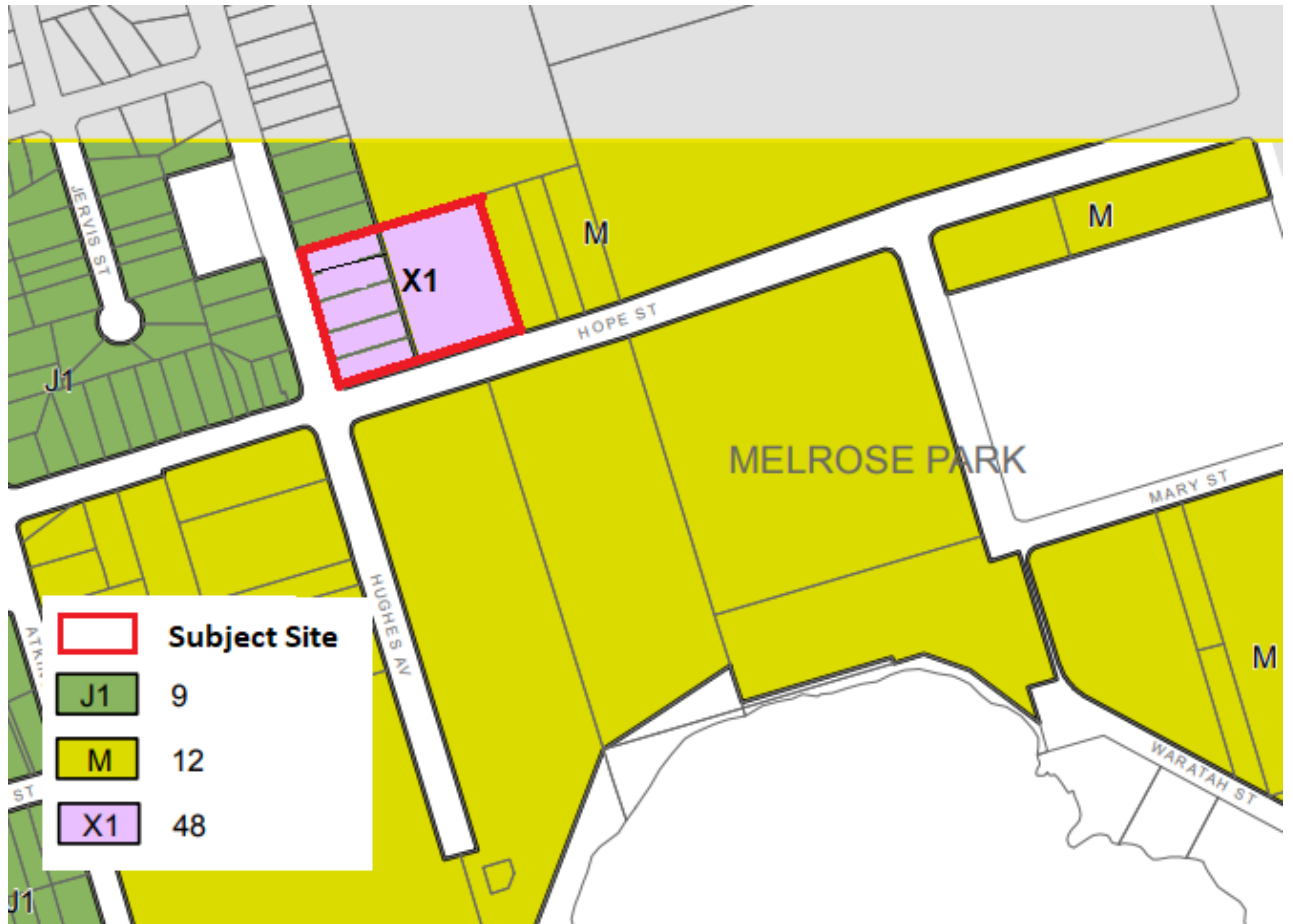 M
JERVIS ST
M
X1
HOPE ST
J1
MELROSE PARK
MARY ST
HUGHES AV
Subject Site
J1 9
M 12
X1 48
M
WARATAH ST
ST
J1